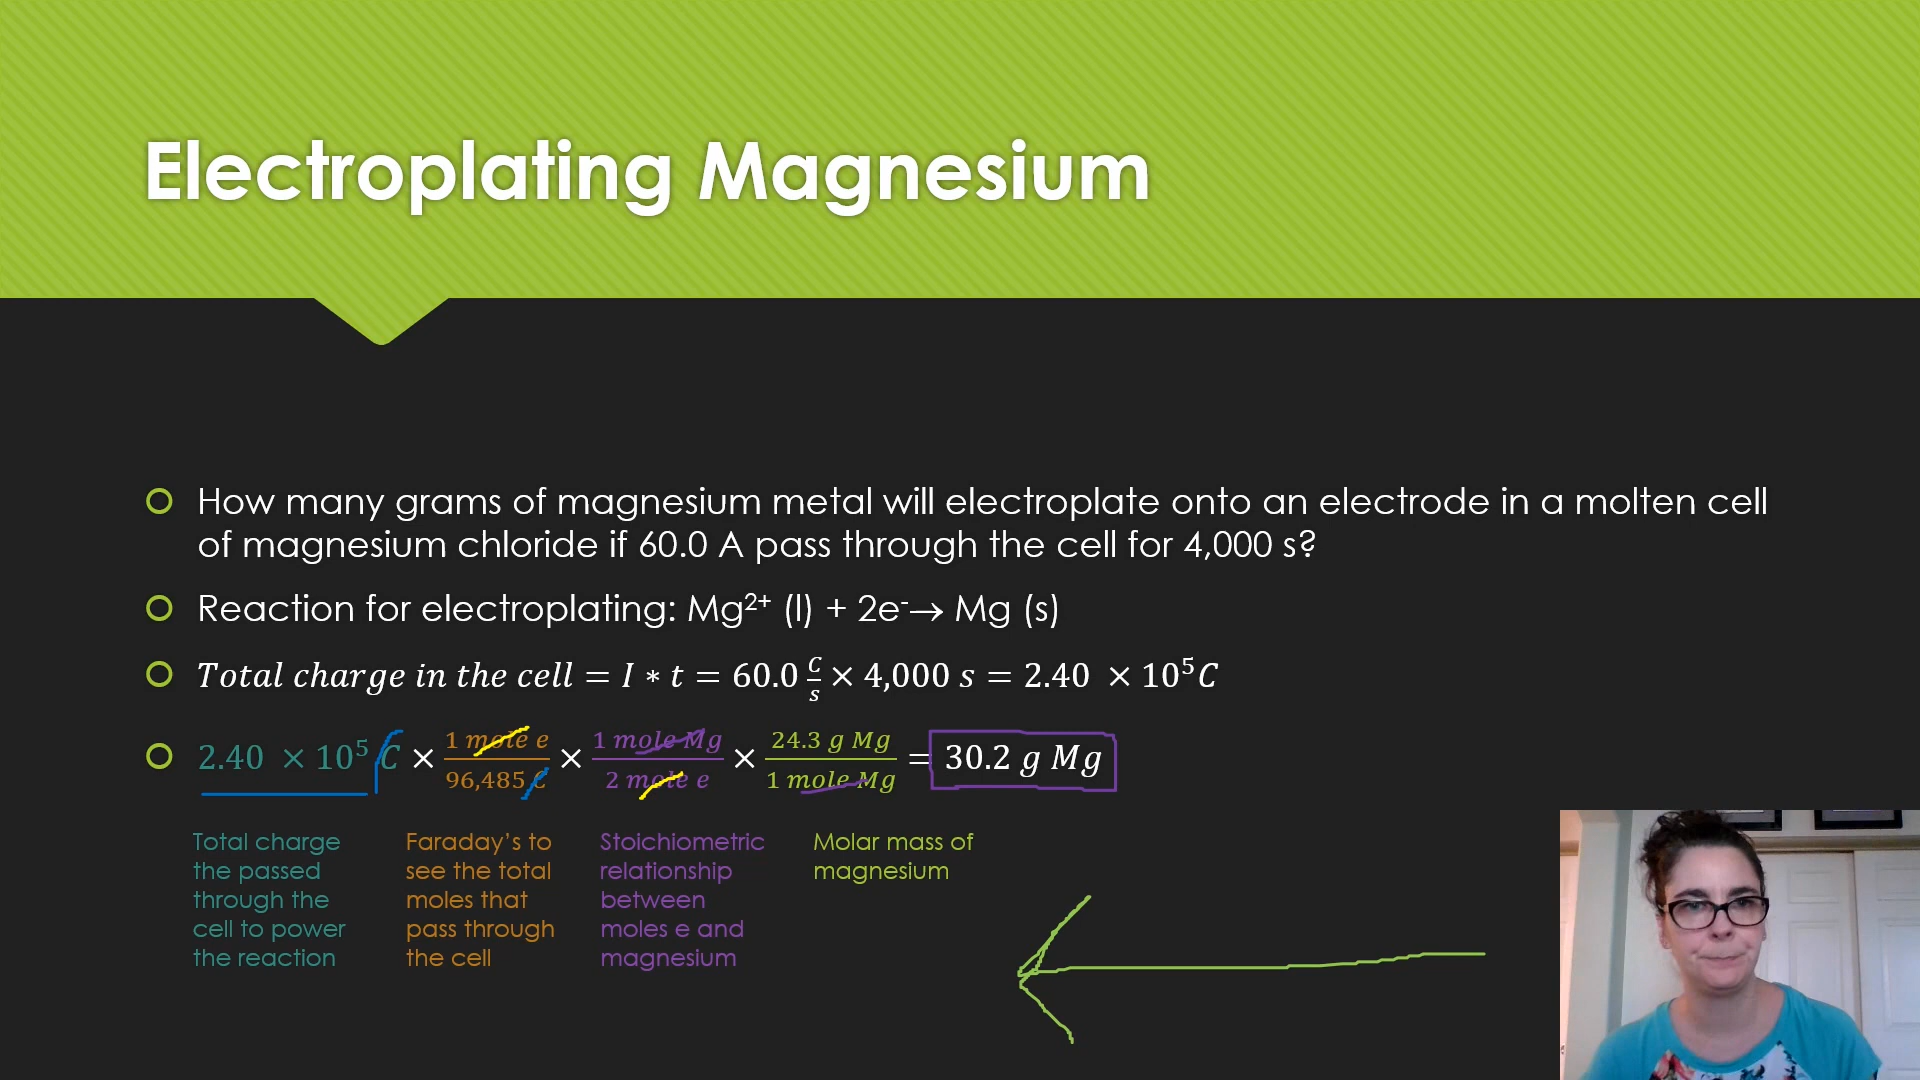 Electroplating Magnesium
How many grams of magnesium metal will electroplate onto an electrode in a molten cell
of magnesium chloride if 60.0 A pass through the cell for 4,000 s?
Reaction for electroplating: Mg²⁺ (l) + 2e⁻→ Mg (s)
Total charge in the cell = I * t = 60.0 C/s × 4,000 s = 2.40 × 10⁵C
2.40 × 10⁵ C × 1 mole e/96,485 C × 1 mole Mg/2 mole e × 24.3 g Mg/1 mole Mg = 30.2 g Mg
Total charge
the passed
through the
cell to power
the reaction
Faraday's to
see the total
moles that
pass through
the cell
Stoichiometric
relationship
between
moles e and
magnesium
Molar mass of
magnesium